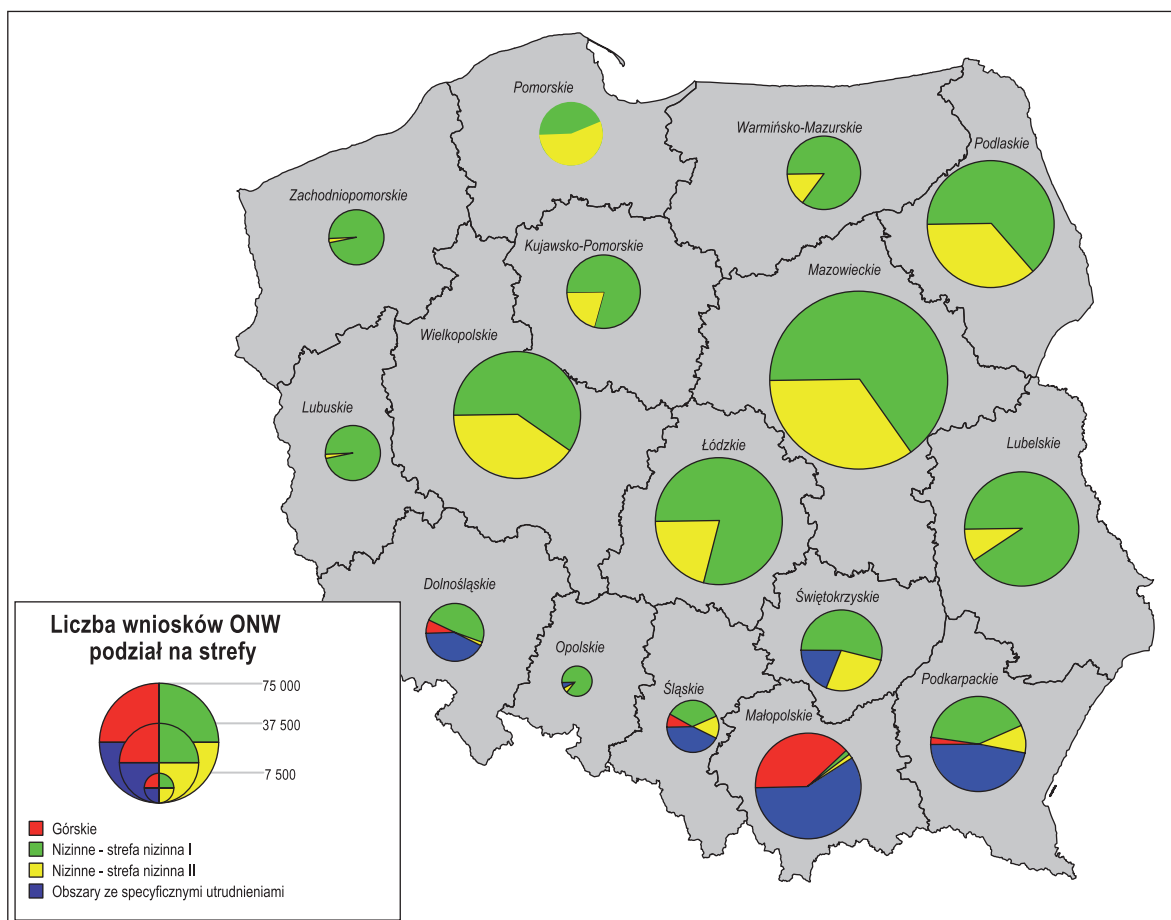 Pomorskie
Warmińsko-Mazurskie
Podlaskie
Zachodniopomorskie
Kujawsko-Pomorskie
Mazowieckie
Wielkopolskie
Lubuskie
Łódzkie
Lubelskie
Dolnośląskie
Świętokrzyskie
Opolskie
Śląskie
Podkarpackie
Małopolskie
Liczba wniosków ONW
podział na strefy
75 000
37 500
7 500
Górskie
Nizinne - strefa nizinna I
Nizinne - strefa nizinna II
Obszary ze specyficznymi utrudnieniami